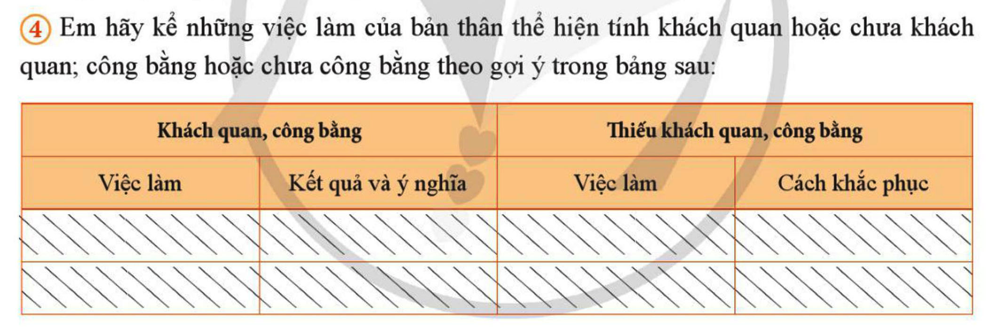 4 Em hãy kể những việc làm của bản thân thể hiện tính khách quan hoặc chưa khách
quan; công bằng hoặc chưa công bằng theo gợi ý trong bảng sau:
Khách quan, công bằng
Thiếu khách quan, công bằng
Việc làm
Kết quả và ý nghĩa
Việc làm
Cách khắc phục